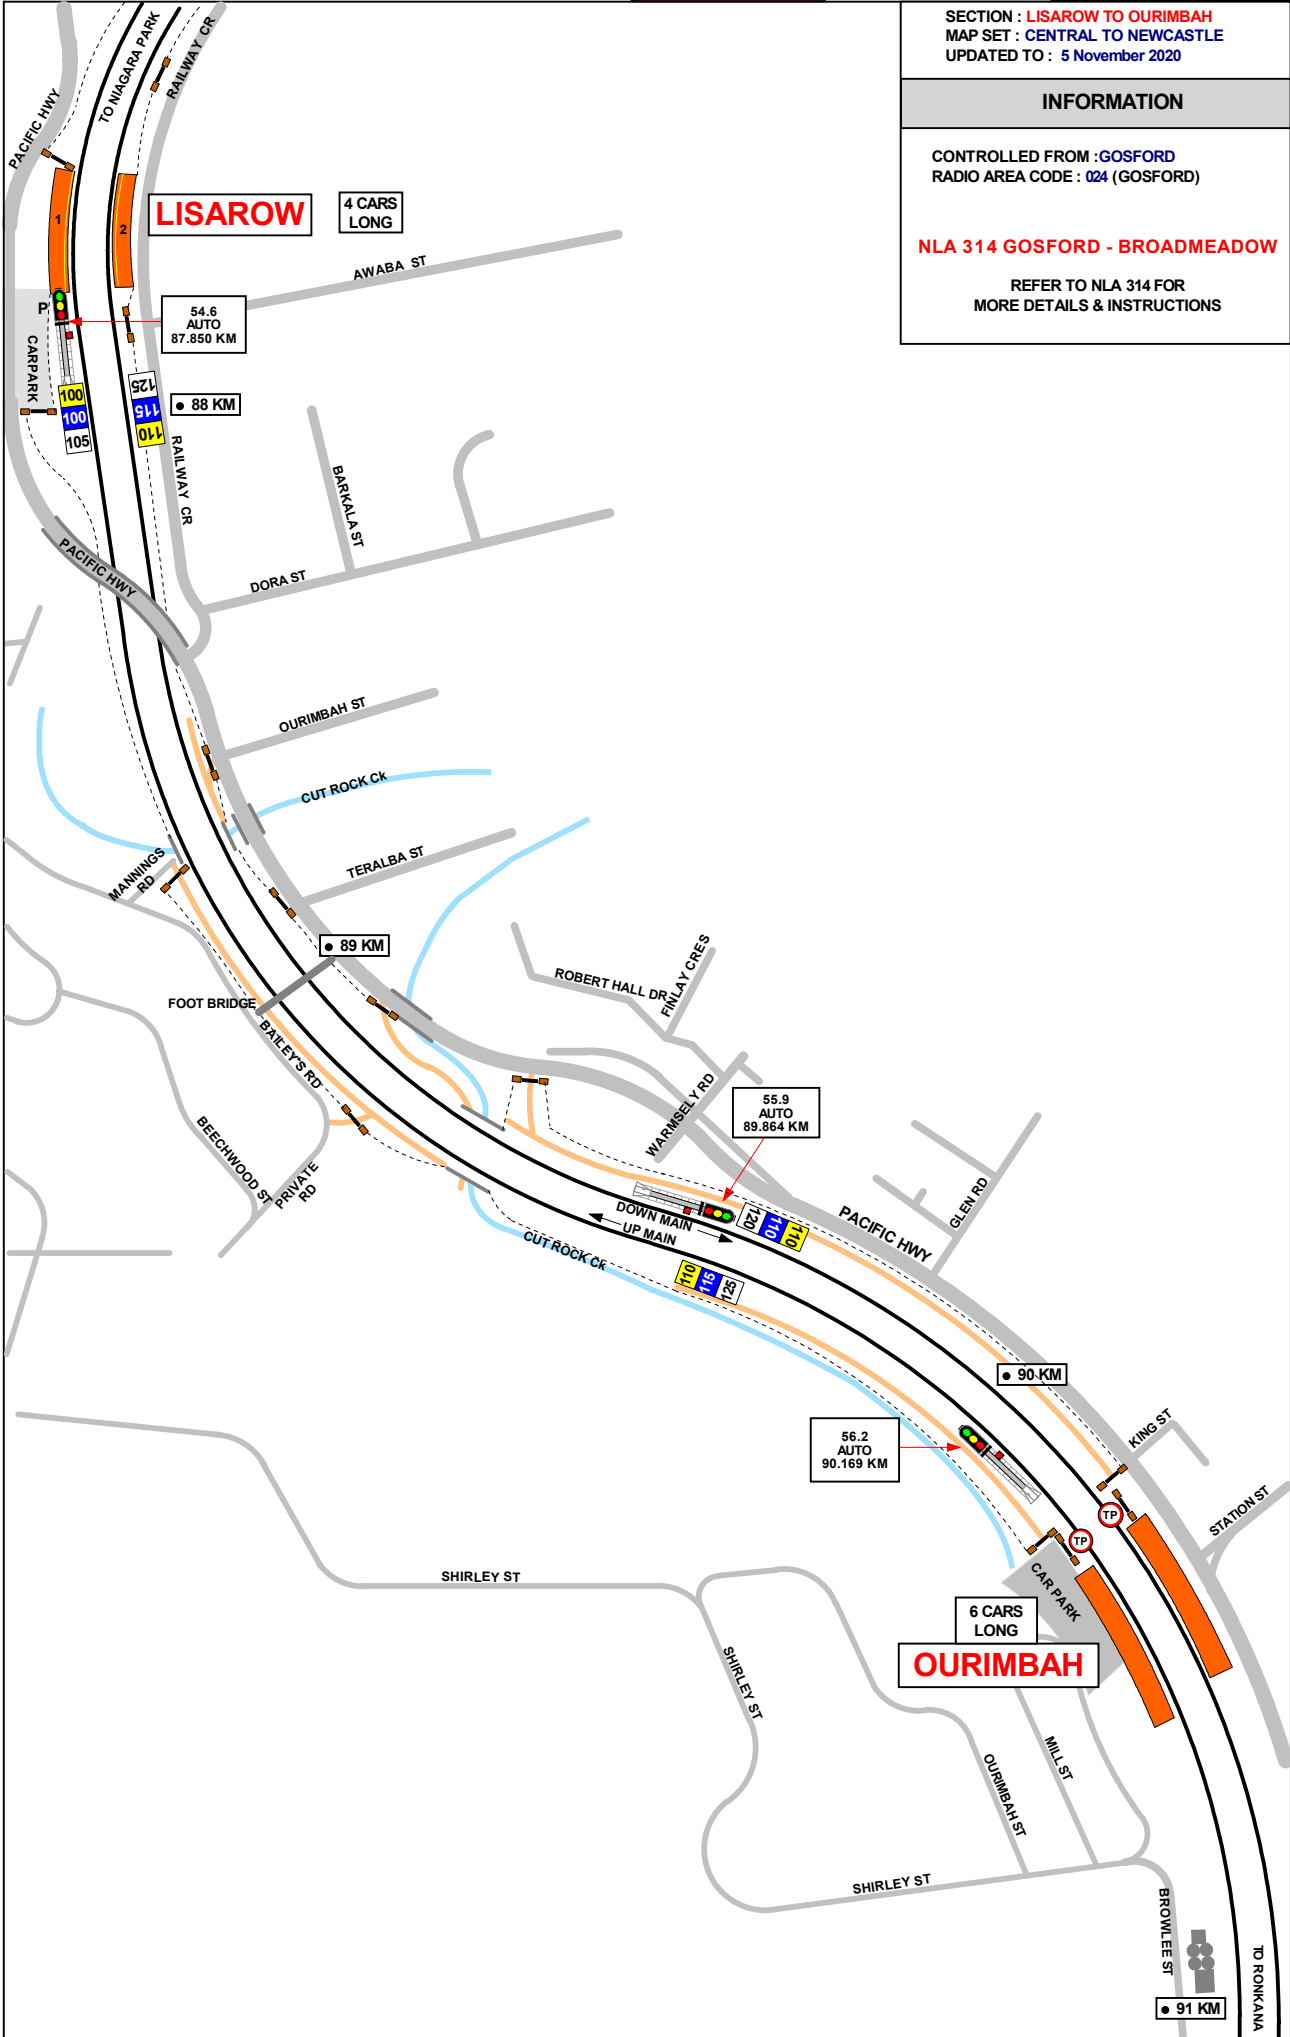 SECTION : LISAROW TO OURIMBAH
MAP SET : CENTRAL TO NEWCASTLE
UPDATED TO : 5 November 2020
INFORMATION
CONTROLLED FROM :GOSFORD
RADIO AREA CODE : 024 (GOSFORD)
NLA 314 GOSFORD - BROADMEADOW
REFER TO NLA 314 FOR
MORE DETAILS & INSTRUCTIONS
TO NIAGARA PARK
RAILWAY CR
PACIFIC HWY
1
2
LISAROW
4 CARS
LONG
AWABA ST
P
CARPARK
54.6
AUTO
87.850 KM
100
100
105
125
115
110
88 KM
RAILWAY CR
BARKALA ST
DORA ST
PACIFIC HWY
OURIMBAH ST
CUT ROCK Ck
TERALBA ST
MANNINGS
RD
89 KM
FOOT BRIDGE
BAILEY'S RD
ROBERT HALL DR
FINLAY CRES
WARMSELY RD
55.9
AUTO
89.864 KM
BEECHWOOD ST
PRIVATE
RD
DOWN MAIN
UP MAIN
120
110
110
PACIFIC HWY
GLEN RD
CUT ROCK Ck
110
115
125
90 KM
56.2
AUTO
90.169 KM
KING ST
STATION ST
TP
TP
CAR PARK
SHIRLEY ST
6 CARS
LONG
OURIMBAH
SHIRLEY ST
MILL ST
OURIMBAH ST
SHIRLEY ST
BROWLEE ST
TO RONKANA
91 KM